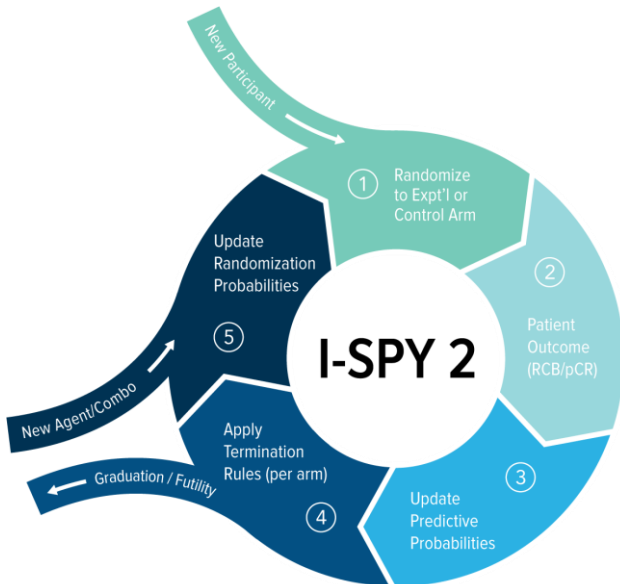 New Participant
1
Randomize
to Expt'l or
Control Arm
2
Patient
Outcome
(RCB/pCR)
3
Update
Predictive
Probabilities
4
Apply
Termination
Rules (per arm)
Graduation / Futility
5
Update
Randomization
Probabilities
New Agent/Combo
I-SPY 2